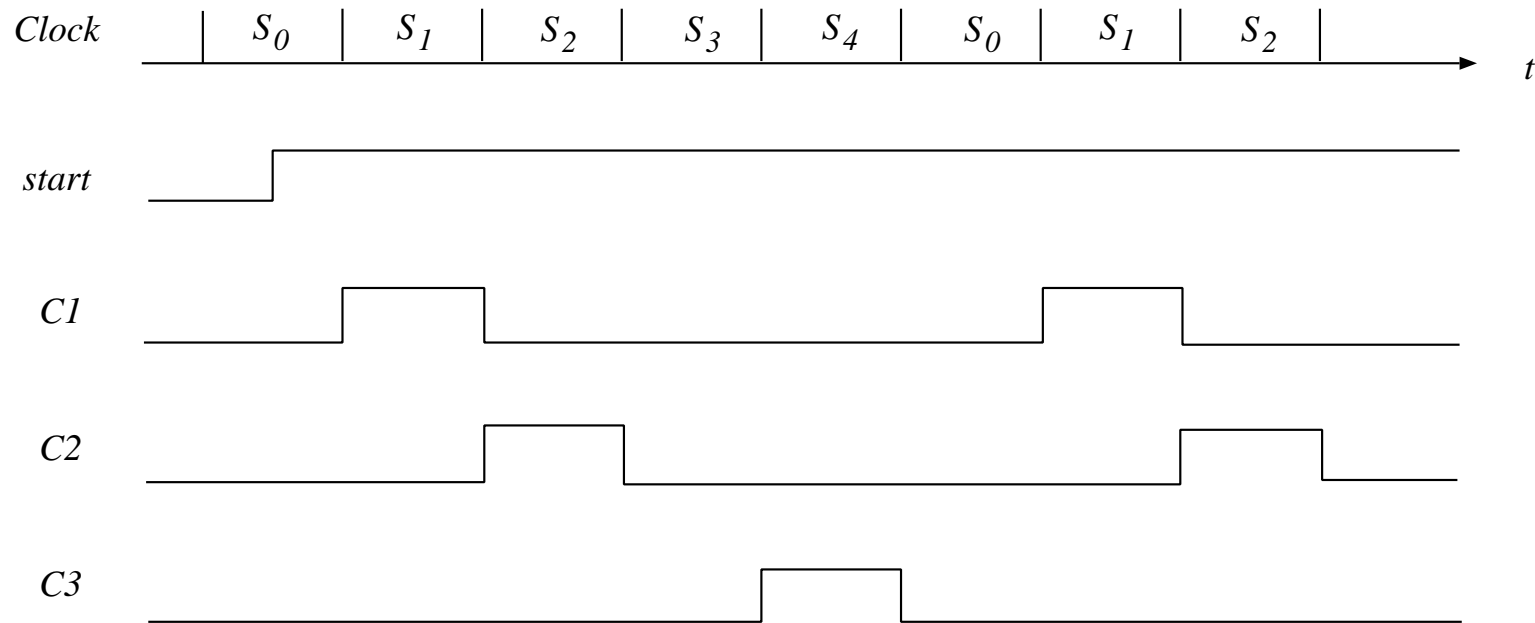 Clock S₀ S₁ S₂ S₃ S₄ S₀ S₁ S₂
t
start
C1
C2
C3